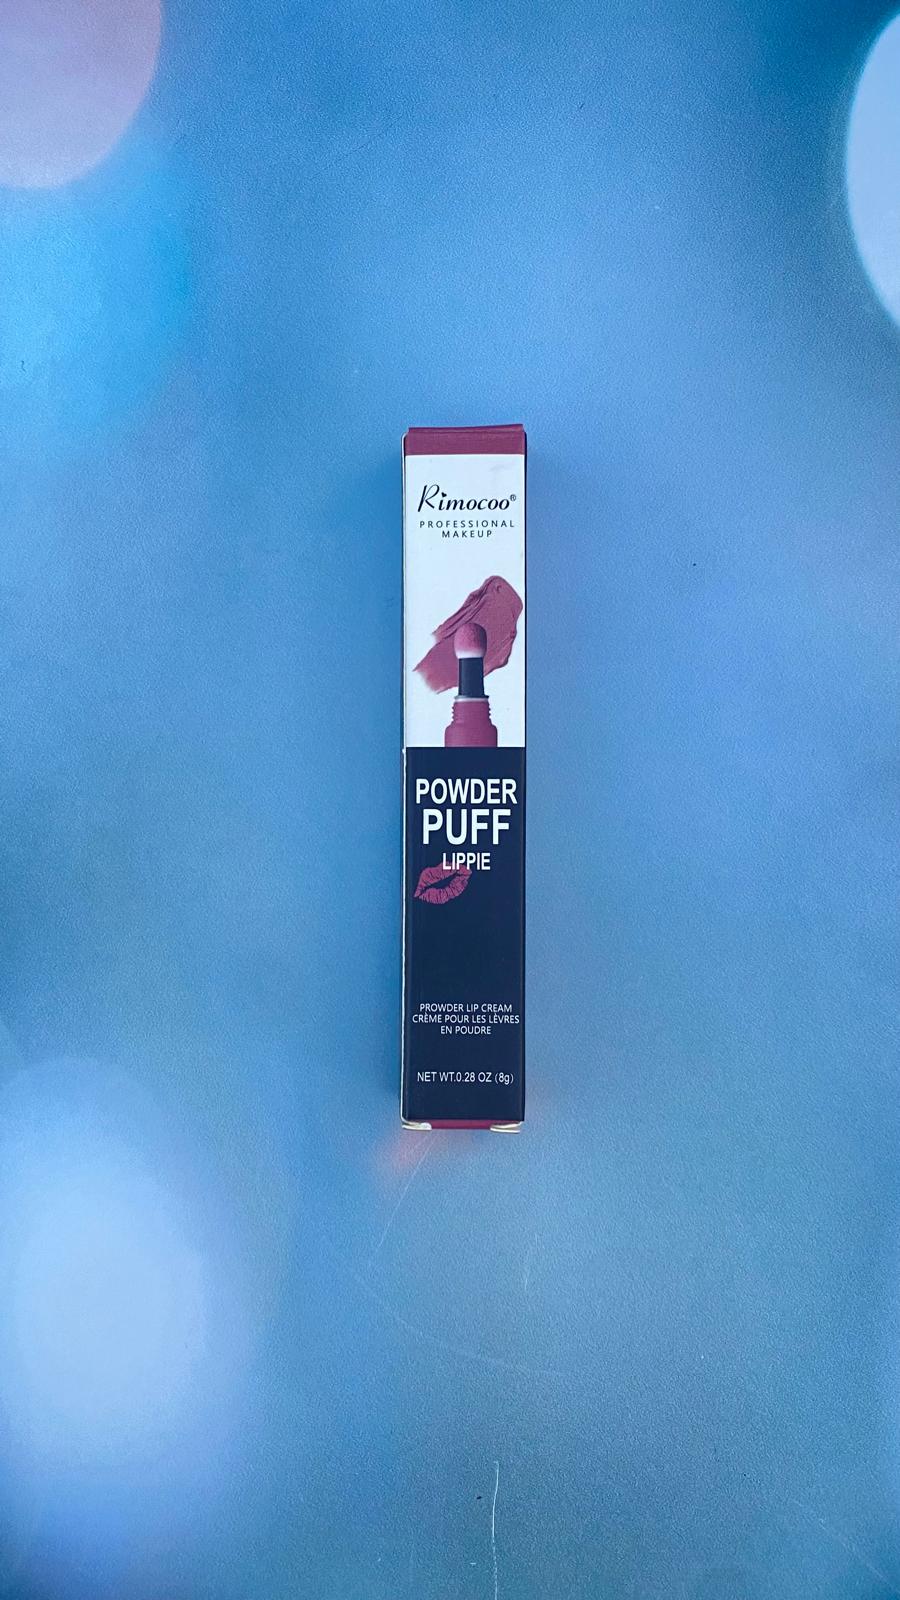 Rimocoo®
PROFESSIONAL
MAKEUP
POWDER
PUFF
LIPPIE
PROWDER LIP CREAM
CRÈME POUR LES LÈVRES
EN POUDRE
NET WT.0.28 OZ (8g)